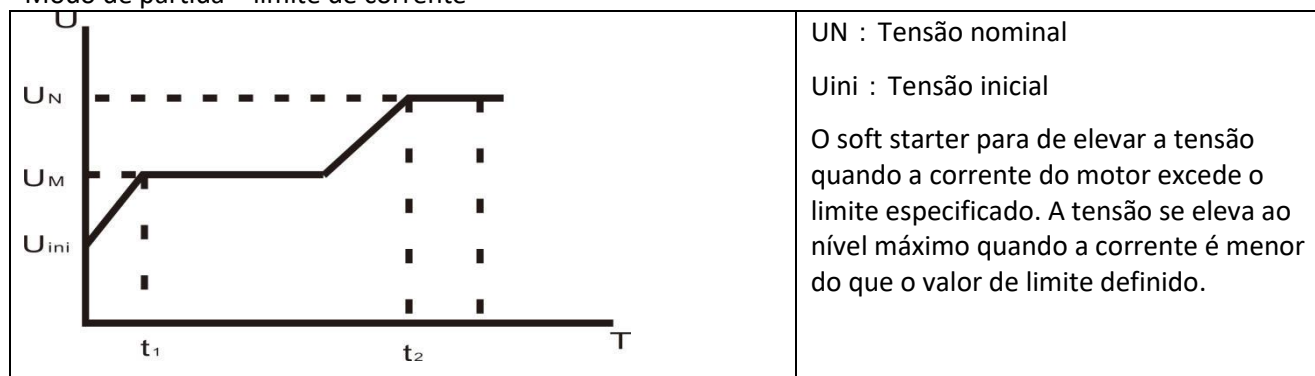 Modo de partida – limite de corrente
U
UN
UM
Uini
t1
t2
T
UN : Tensão nominal
Uini : Tensão inicial
O soft starter para de elevar a tensão
quando a corrente do motor excede o
limite especificado. A tensão se eleva ao
nível máximo quando a corrente é menor
do que o valor de limite definido.